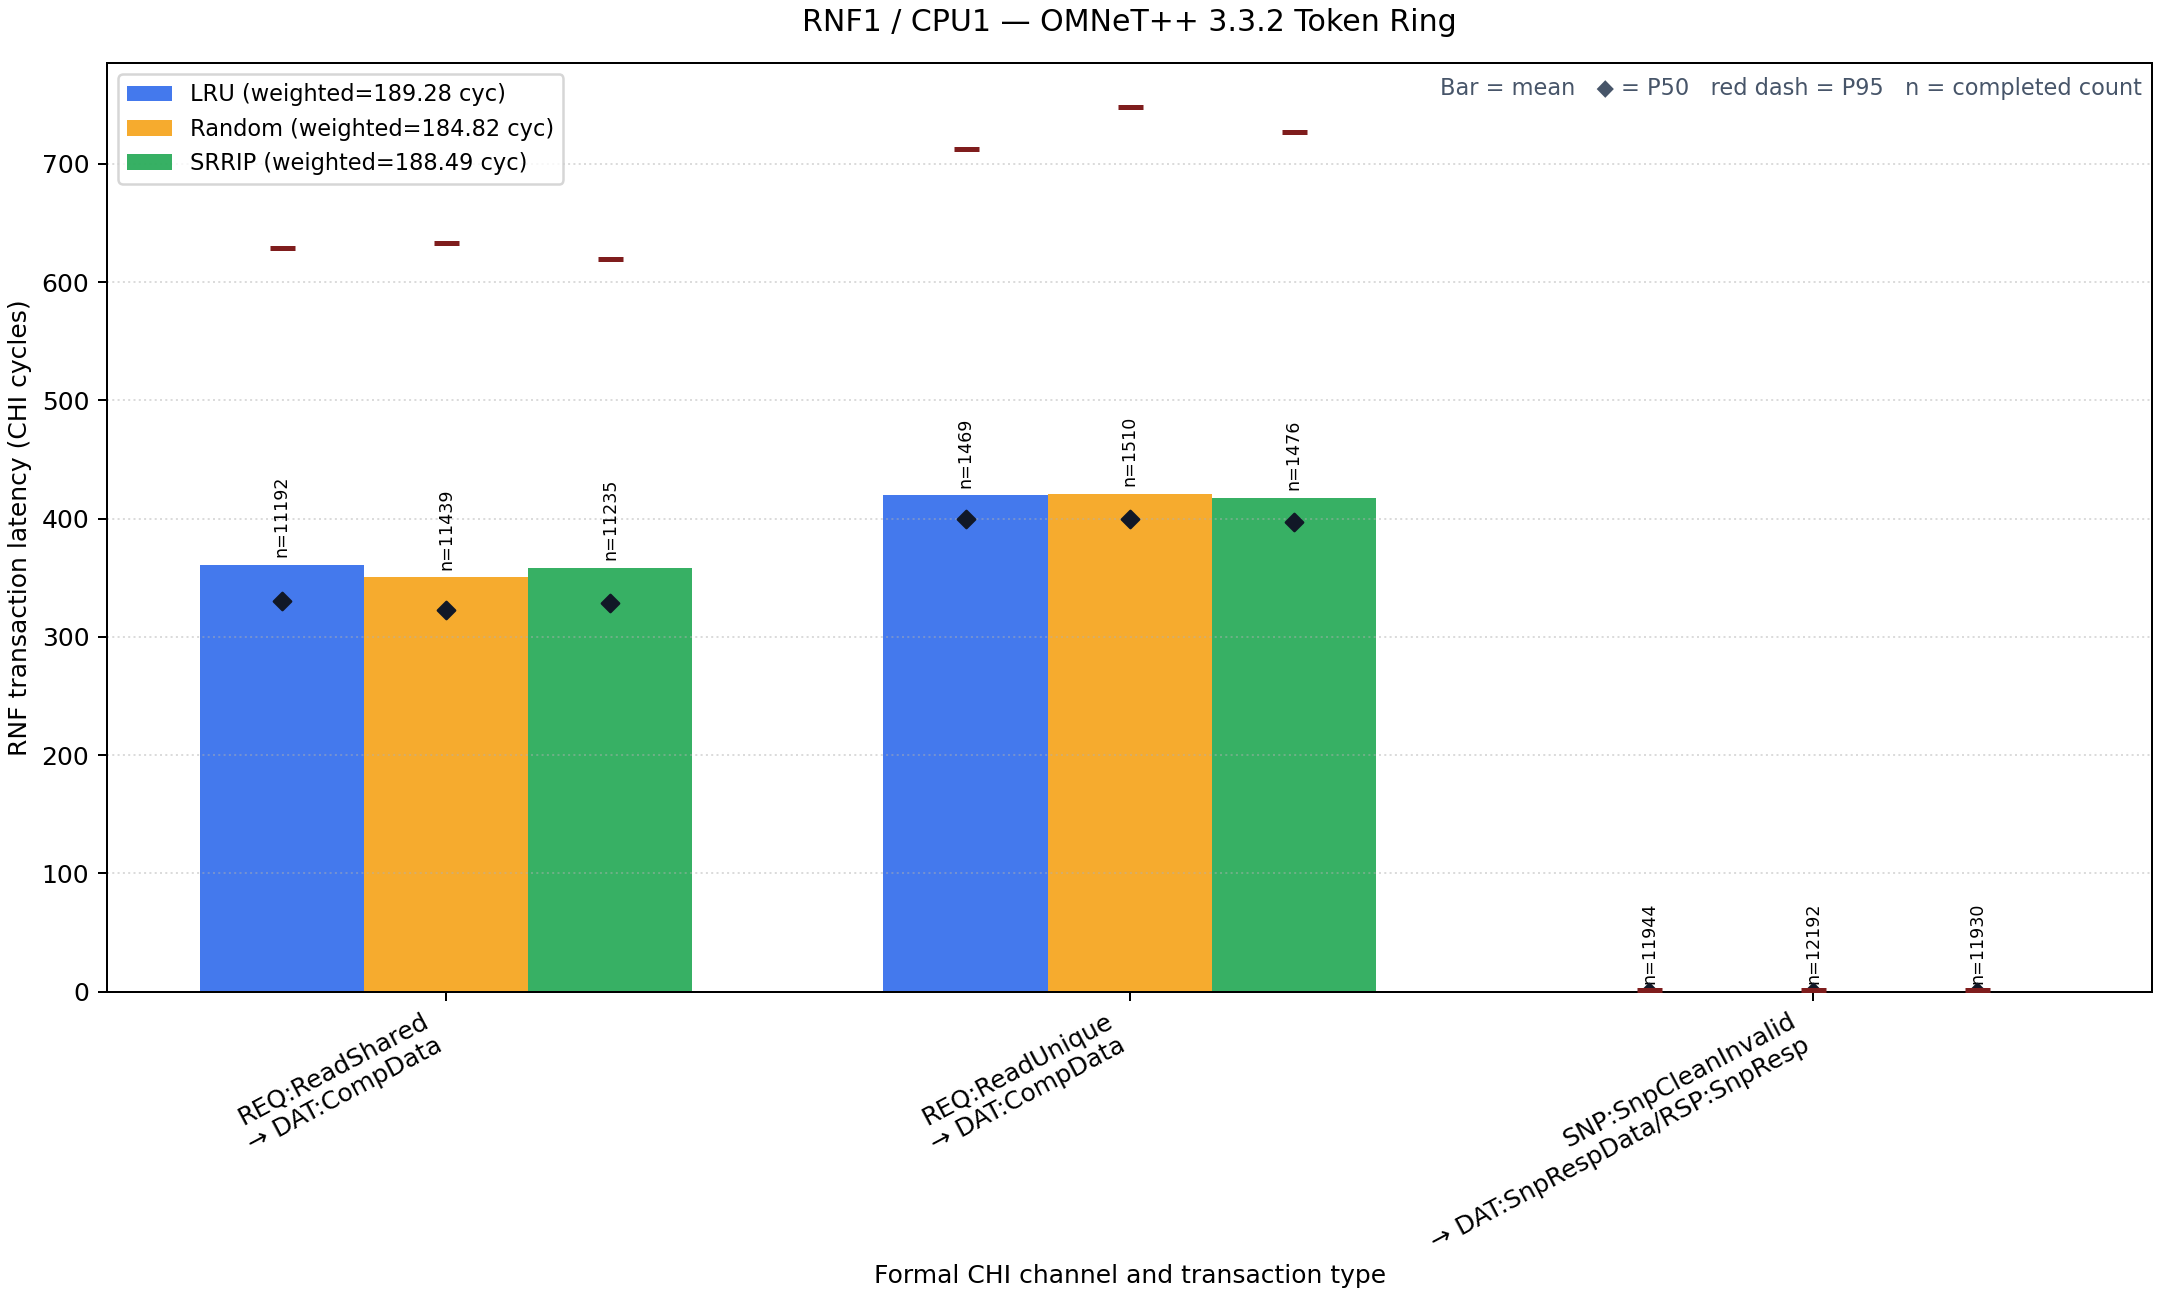 RNF1 / CPU1 — OMNeT++ 3.3.2 Token Ring
LRU (weighted=189.28 cyc)
Random (weighted=184.82 cyc)
SRRIP (weighted=188.49 cyc)
Bar = mean ◆ = P50 red dash = P95 n = completed count
RNF transaction latency (CHI cycles)
700
600
500
400
300
200
100
0
n=11192
n=11439
n=11235
n=1469
n=1510
n=1476
n=11944
n=12192
n=11930
REQ:ReadShared
→ DAT:CompData
REQ:ReadUnique
→ DAT:CompData
SNP:SnpCleanInvalid
→ DAT:SnpRespData/RSP:SnpResp
Formal CHI channel and transaction type